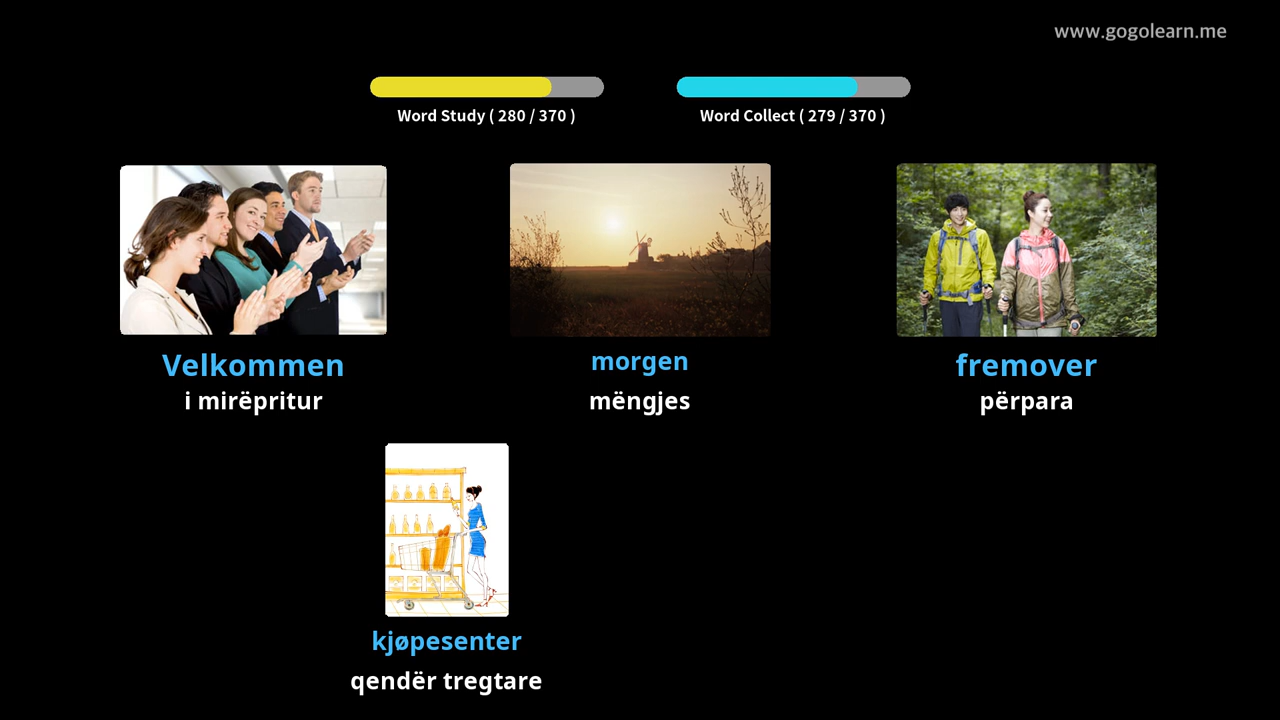 www.gogolearn.me
Word Study ( 280 / 370 )
Word Collect ( 279 / 370 )
Velkommen
i mirëpritur
morgen
mëngjes
fremover
përpara
kjøpesenter
qendër tregtare